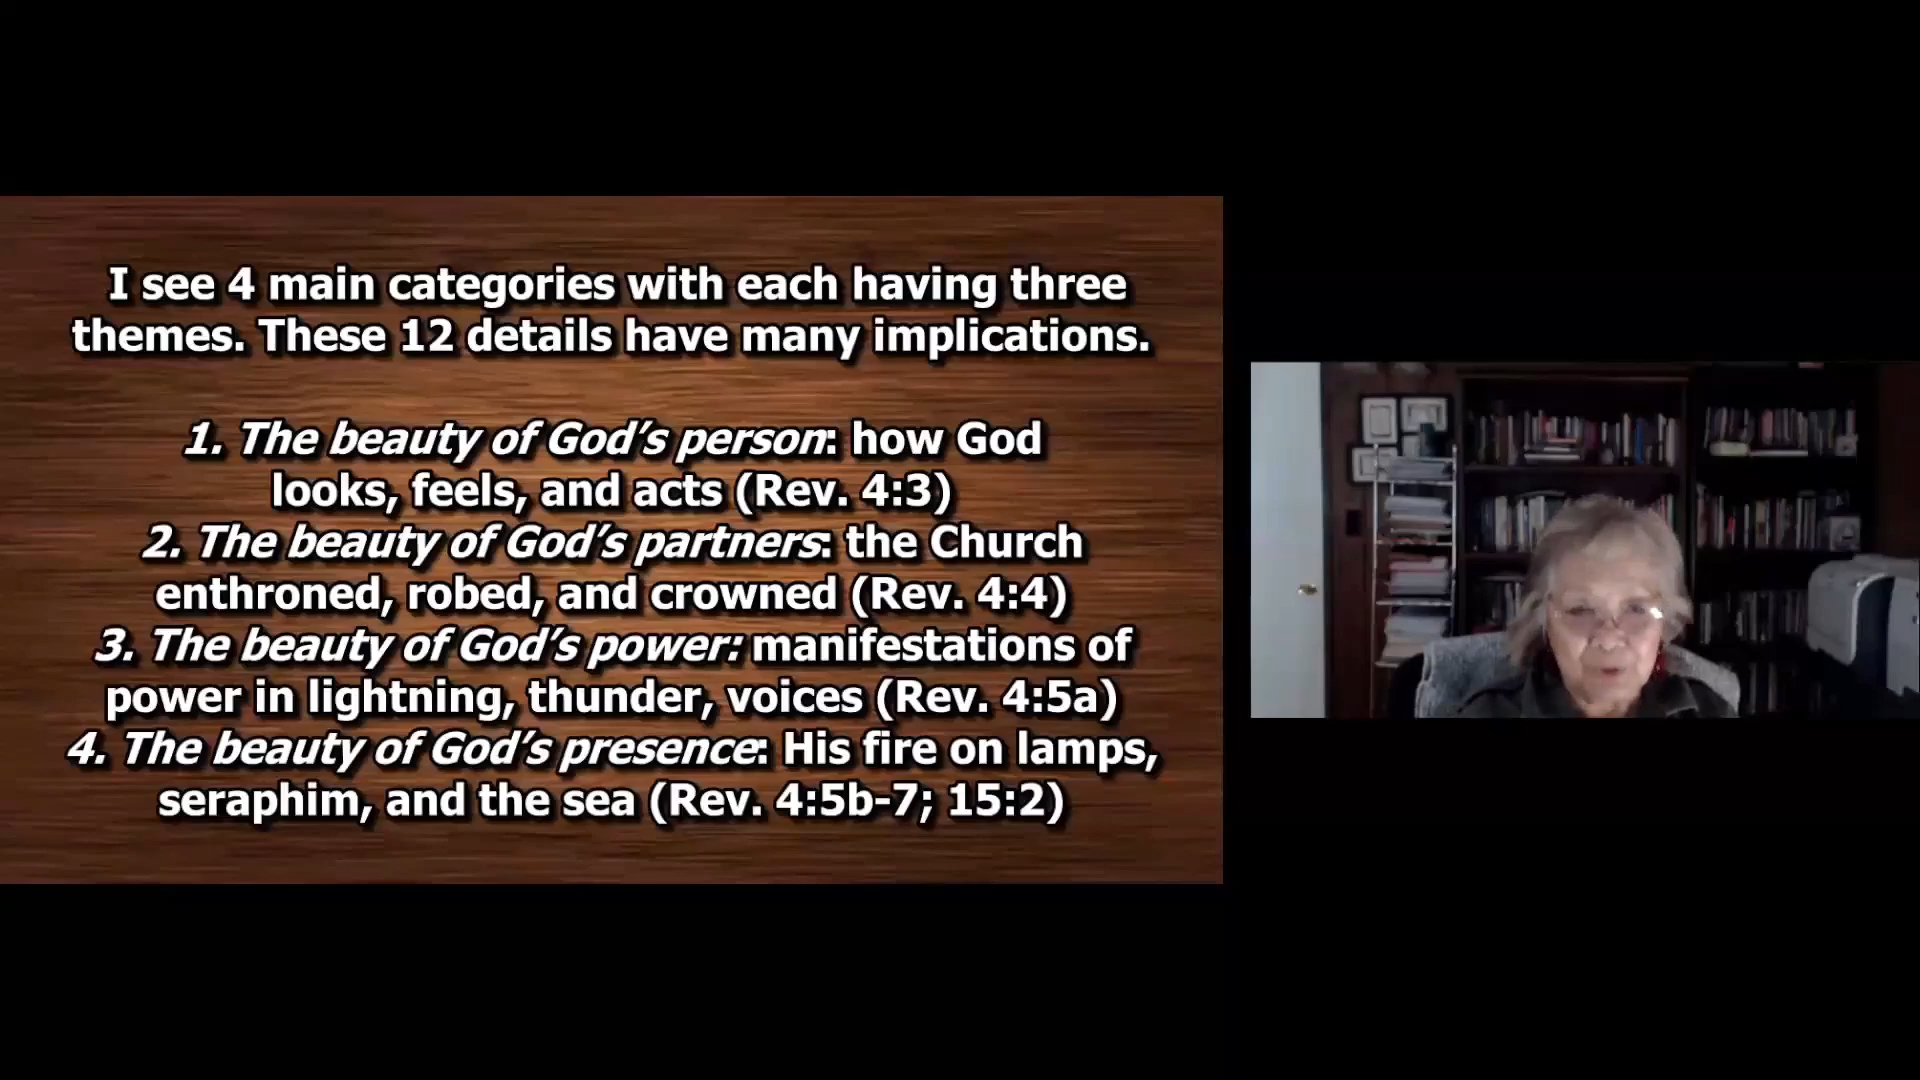 I see 4 main categories with each having three
themes. These 12 details have many implications.
1. The beauty of God’s person: how God
looks, feels, and acts (Rev. 4:3)
2. The beauty of God’s partners: the Church
enthroned, robed, and crowned (Rev. 4:4)
3. The beauty of God’s power: manifestations of
power in lightning, thunder, voices (Rev. 4:5a)
4. The beauty of God’s presence: His fire on lamps,
seraphim, and the sea (Rev. 4:5b-7; 15:2)